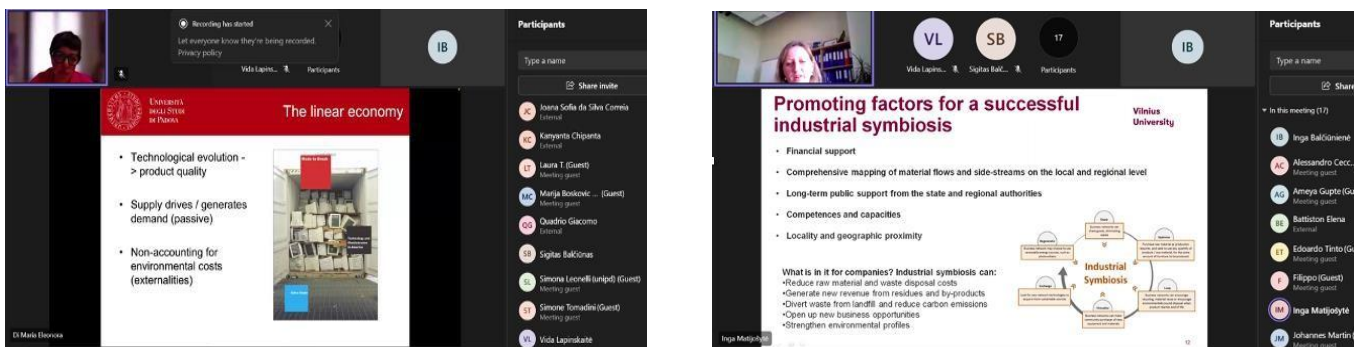 Recording has started
Let everyone know they're being recorded.
Privacy policy
Vida Lapins...
Participants
IB
Participants
Type a name
Share invite
JC Joana Sofia da Silva Correia
External
KC Kanyanta Chipanta
External
LT Laura T. (Guest)
Meeting guest
MC Marija Boskovic ... (Guest)
Meeting guest
QG Quadrio Giacomo
External
SB Sigitas Balčiūnas
SL Simona Leonelli (unipd) (Guest)
Meeting guest
ST Simone Tomadini (Guest)
Meeting guest
VL Vida Lapinskaitė
UNIVERSITÀ
DEGLI STUDI
DI PADOVA
The linear economy
• Technological evolution -
> product quality
• Supply drives / generates
demand (passive)
• Non-accounting for
environmental costs
(externalities)
Made to Break
Di Maria Eleonora
VL
SB
17
IB
Vida Lapins...
Sigitas Balč...
Participants
Participants
Type a name
Share
In this meeting (17)
IB Inga Balčiūnienė
AC Alessandro Cecc...
Meeting guest
AG Ameya Gupte (Gu
Meeting guest
BE Battiston Elena
External
ET Edoardo Tinto (G
Meeting guest
F Filippo (Guest)
Meeting guest
IM Inga Matijošytė
JM Johannes Martin (
Meeting guest
Promoting factors for a successful
industrial symbiosis
Vilnius
University
• Financial support
• Comprehensive mapping of material flows and side-streams on the local and regional level
• Long-term public support from the state and regional authorities
• Competences and capacities
• Locality and geographic proximity
What is in it for companies? Industrial symbiosis can:
•Reduce raw material and waste disposal costs
•Generate new revenue from residues and by-products
•Divert waste from landfill and reduce carbon emissions
•Open up new business opportunities
•Strengthen environmental profiles
Industrial
Symbiosis
12
Inga Matijošytė